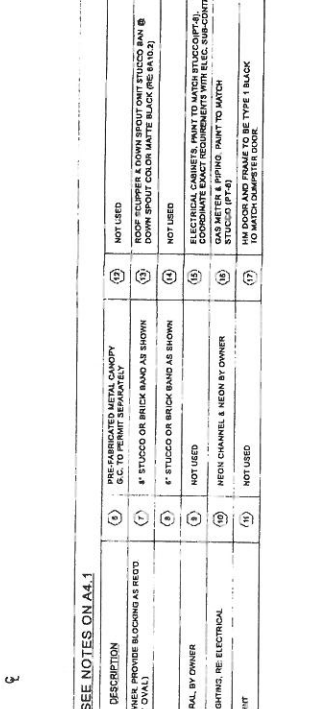 SEE NOTES ON A4.1
DESCRIPTION
WNER, PROVIDE BLOCKING AS REQ'D
OVAL)
RAL, BY OWNER
GHTING, RE: ELECTRICAL
INT
6 PRE-FABRICATED METAL CANOPY
G.C. TO PERMIT SEPARATELY
7 8" STUCCO OR BRICK BAND AS SHOWN
8 6" STUCCO OR BRICK BAND AS SHOWN
9 NOT USED
10 NEON CHANNEL & NEON BY OWNER
11 NOT USED
12 NOT USED
13 ROOF SCUPPER & DOWN SPOUT OMIT STUCCO BAN @
DOWN SPOUT COLOR MATTE BLACK (RE: 8A10.2)
14 NOT USED
15 ELECTRICAL CABINETS, PAINT TO MATCH STUCCO(PT-8).
COORDINATE EXACT REQUIREMENTS WITH ELEC. SUB-CONT
16 GAS METER & PIPING, PAINT TO MATCH
STUCCO (PT-8)
17 HM DOOR AND FRAME TO BE TYPE 1 BLACK
TO MATCH DUMPSTER DOOR.